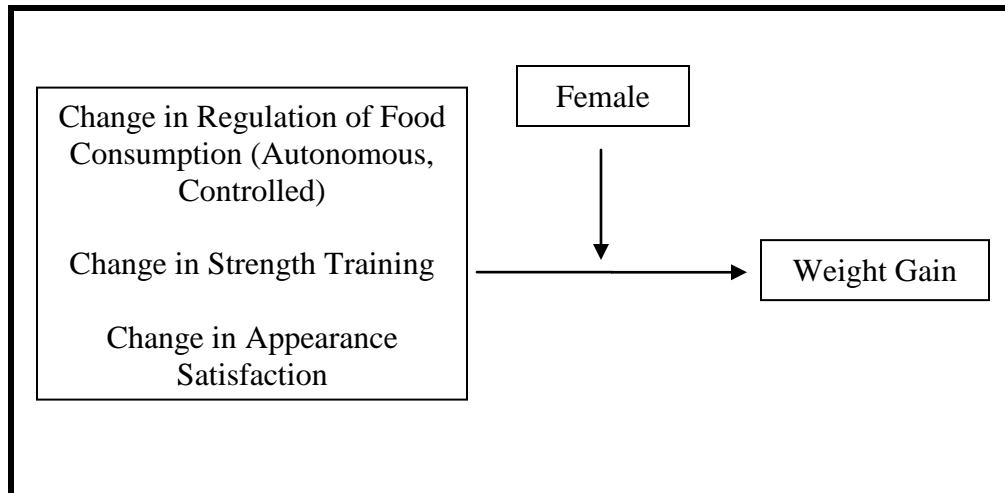 Female
Change in Regulation of Food
Consumption (Autonomous,
Controlled)
Change in Strength Training
Change in Appearance
Satisfaction
Weight Gain